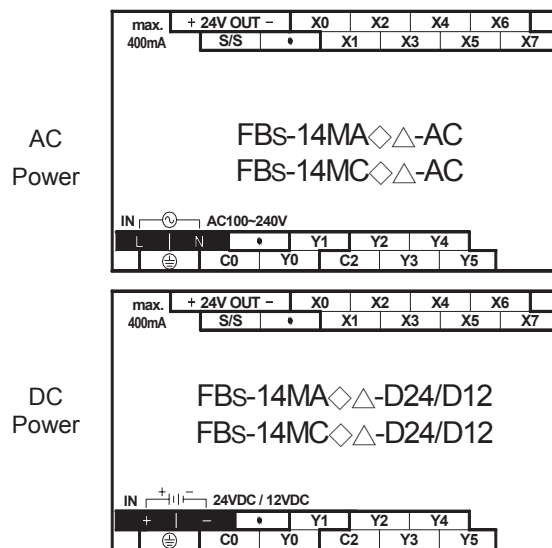 max. + 24V OUT - X0 X2 X4 X6
400mA S/S • X1 X3 X5 X7
AC
Power
FBs-14MA◇△-AC
FBs-14MC◇△-AC
IN AC100~240V
L N • Y1 Y2 Y4
C0 Y0 C2 Y3 Y5
max. + 24V OUT - X0 X2 X4 X6
400mA S/S • X1 X3 X5 X7
DC
Power
FBs-14MA◇△-D24/D12
FBs-14MC◇△-D24/D12
IN + - 24VDC / 12VDC
+ - • Y1 Y2 Y4
C0 Y0 C2 Y3 Y5